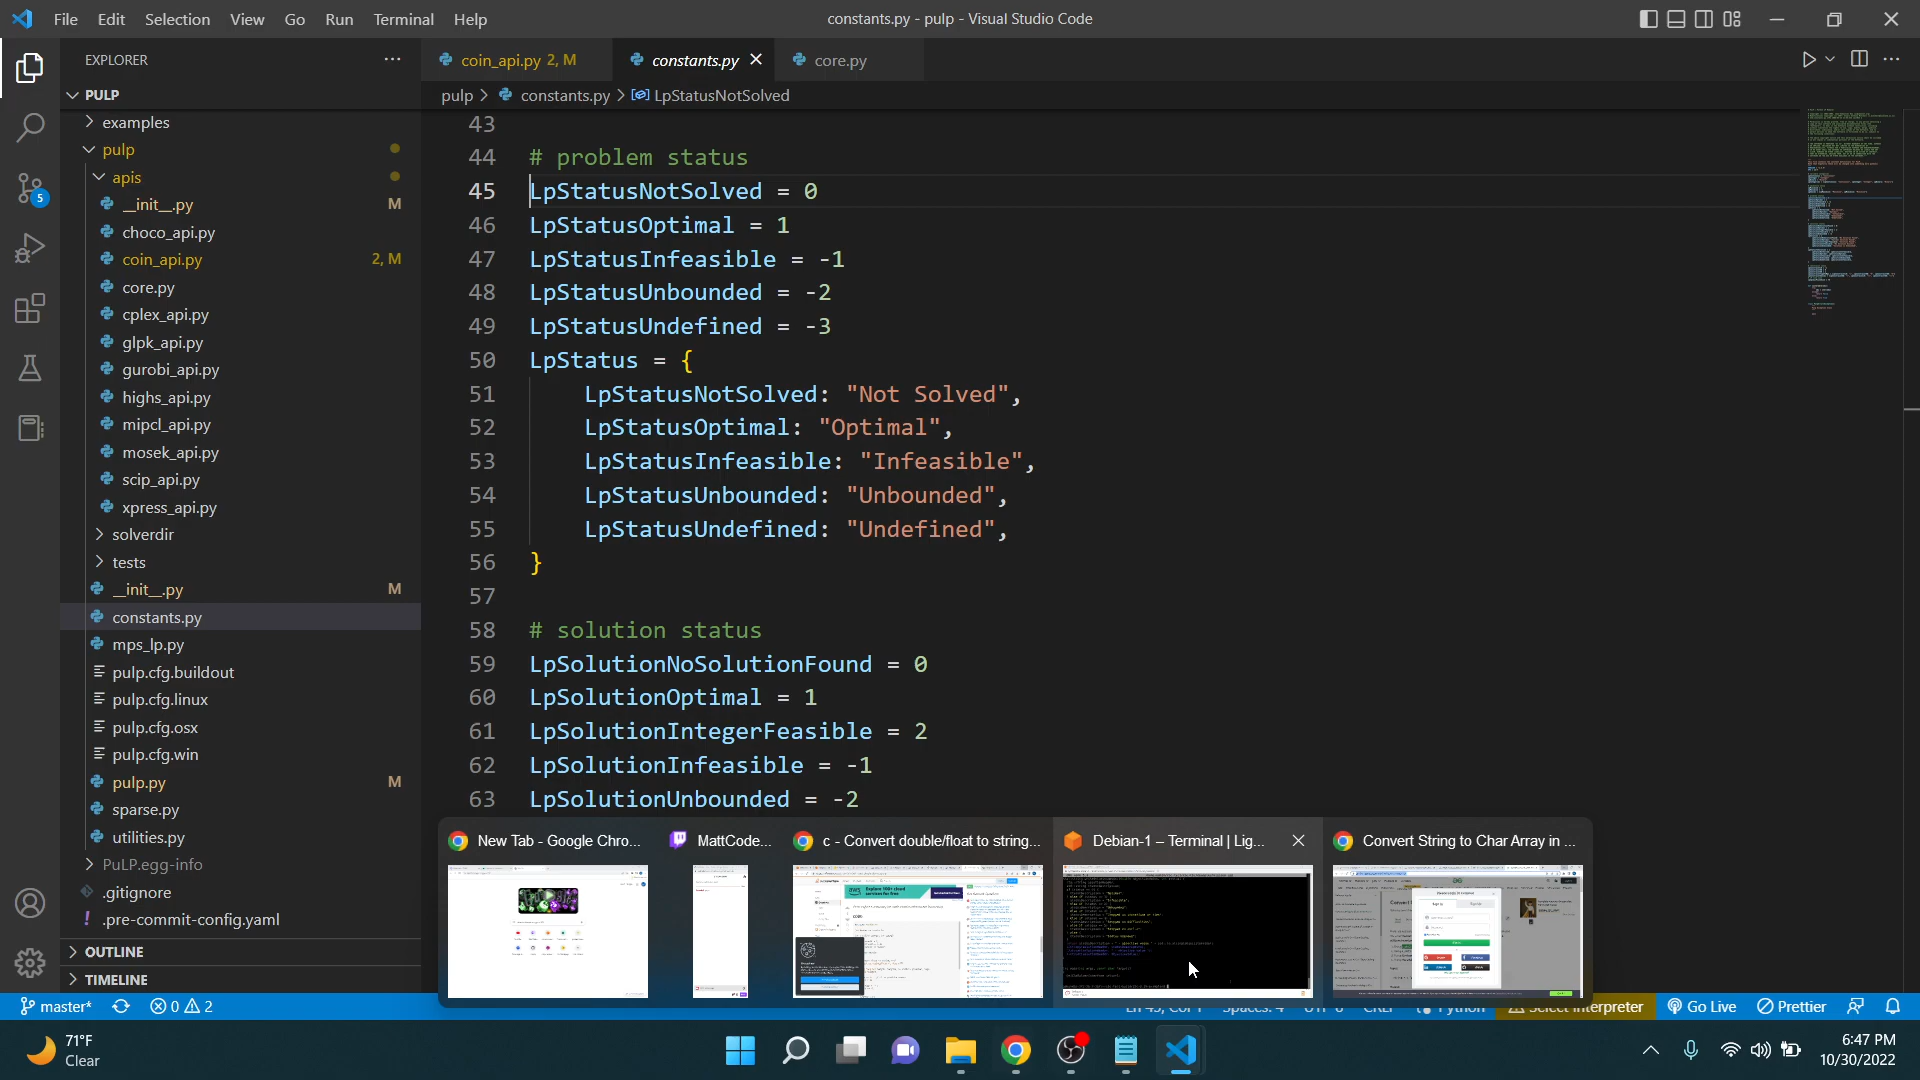 File Edit Selection View Go Run Terminal Help
constants.py - pulp - Visual Studio Code
EXPLORER
PULP
examples
pulp
apis
__init__.py M
choco_api.py
coin_api.py 2, M
core.py
cplex_api.py
glpk_api.py
gurobi_api.py
highs_api.py
mipcl_api.py
mosek_api.py
scip_api.py
xpress_api.py
solverdir
tests
__init__.py M
constants.py
mps_lp.py
pulp.cfg.buildout
pulp.cfg.linux
pulp.cfg.osx
pulp.cfg.win
pulp.py M
sparse.py
utilities.py
PuLP.egg-info
.gitignore
.pre-commit-config.yaml
OUTLINE
TIMELINE
5
coin_api.py 2, M
constants.py
core.py
pulp > constants.py > LpStatusNotSolved
43
44 # problem status
45 LpStatusNotSolved = 0
46 LpStatusOptimal = 1
47 LpStatusInfeasible = -1
48 LpStatusUnbounded = -2
49 LpStatusUndefined = -3
50 LpStatus = {
51 LpStatusNotSolved: "Not Solved",
52 LpStatusOptimal: "Optimal",
53 LpStatusInfeasible: "Infeasible",
54 LpStatusUnbounded: "Unbounded",
55 LpStatusUndefined: "Undefined",
56 }
57
58 # solution status
59 LpSolutionNoSolutionFound = 0
60 LpSolutionOptimal = 1
61 LpSolutionIntegerFeasible = 2
62 LpSolutionInfeasible = -1
63 LpSolutionUnbounded = -2
New Tab - Google Chro...
MattCode...
c - Convert double/float to string...
Debian-1 – Terminal | Lig...
Convert String to Char Array in ...
master* 0 2
Select Interpreter
Go Live
Prettier
71°F
Clear
6:47 PM
10/30/2022